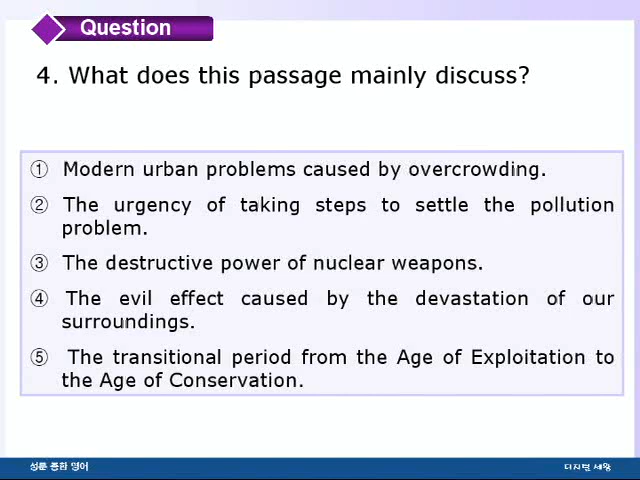 Question
4. What does this passage mainly discuss?
① Modern urban problems caused by overcrowding.
② The urgency of taking steps to settle the pollution
problem.
③ The destructive power of nuclear weapons.
④ The evil effect caused by the devastation of our
surroundings.
⑤ The transitional period from the Age of Exploitation to
the Age of Conservation.
성문 종합 영어
디지털 세왕